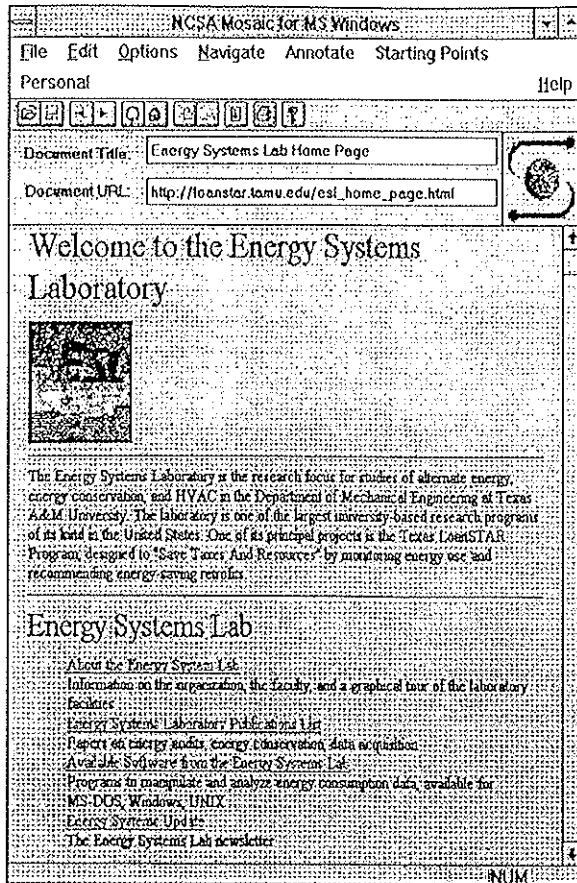 NCSA Mosaic for MS Windows
File Edit Options Navigate Annotate Starting Points
Personal Help
Document Title: Energy Systems Lab Home Page
Document URL: http://loanstar.tamu.edu/esl_home_page.html
Welcome to the Energy Systems
Laboratory
The Energy Systems Laboratory is the research focus for studies of alternate energy,
energy conservation, and HVAC in the Department of Mechanical Engineering at Texas
A&M University. The laboratory is one of the largest university-based research programs
of its kind in the United States. One of its principal projects is the Texas LoanSTAR
Program, designed to "Save Taxes And Resources" by monitoring energy use and
recommending energy-saving retrofits.
Energy Systems Lab
About the Energy System Lab
Information on the organization, the faculty, and a graphical tour of the laboratory
facilities
Energy Systems Laboratory Publications List
Papers on energy audits, energy conservation, data acquisition
Available Software from the Energy Systems Lab
Programs to manipulate and analyze energy consumption data, available for
MS-DOS, Windows, UNIX
Energy Systems Update
The Energy Systems Lab newsletter
NUM